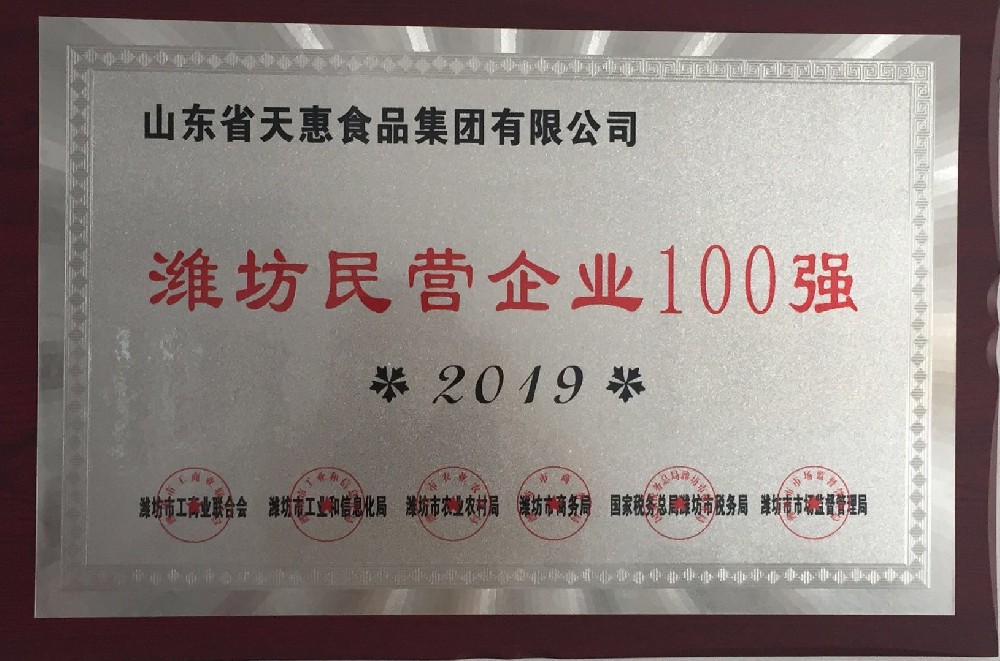 山东省天惠食品集团有限公司
潍坊民营企业100强
2019
潍坊市工商业联合会 潍坊市工业和信息化局 潍坊市农业农村局 潍坊市商务局 国家税务总局潍坊市税务局 潍坊市市场监督管理局